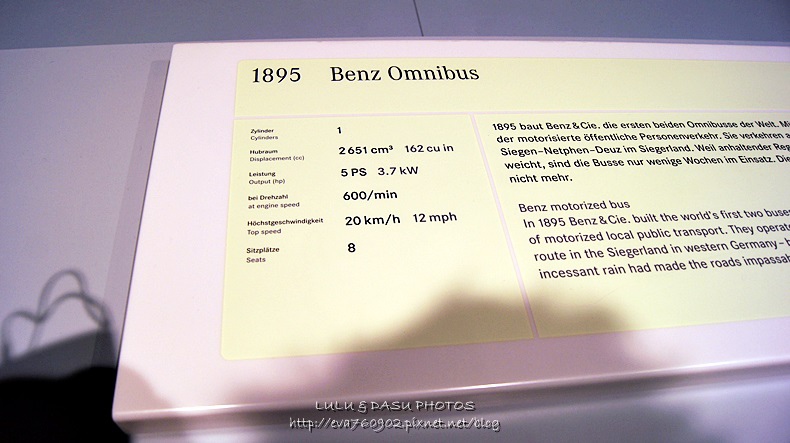 1895 Benz Omnibus
Zylinder 1
Cylinders
Hubraum 2 651 cm³ 162 cu in
Displacement (cc)
Leistung 5 PS 3.7 kW
Output (hp)
bei Drehzahl 600/min
at engine speed
Höchstgeschwindigkeit 20 km/h 12 mph
Top speed
Sitzplätze 8
Seats
1895 baut Benz & Cie. die ersten beiden Omnibusse der Welt. Mi
der motorisierte öffentliche Personenverkehr. Sie verkehren a
Siegen–Netphen–Deuz im Siegerland. Weil anhaltender Reg
weicht, sind die Busse nur wenige Wochen im Einsatz. Die
nicht mehr.
Benz motorized bus
In 1895 Benz & Cie. built the world's first two buse
of motorized local public transport. They operate
route in the Siegerland in western Germany –
incessant rain had made the roads impassab
LULU & DASU PHOTOS
http://eva760902.pixnet.net/blog